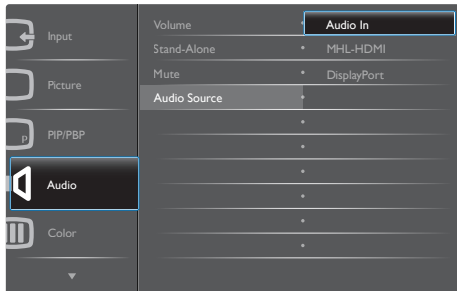 Input
Picture
P
PIP/PBP
Audio
Color
Volume
Stand-Alone
Mute
Audio Source
Audio In
MHL-HDMI
DisplayPort